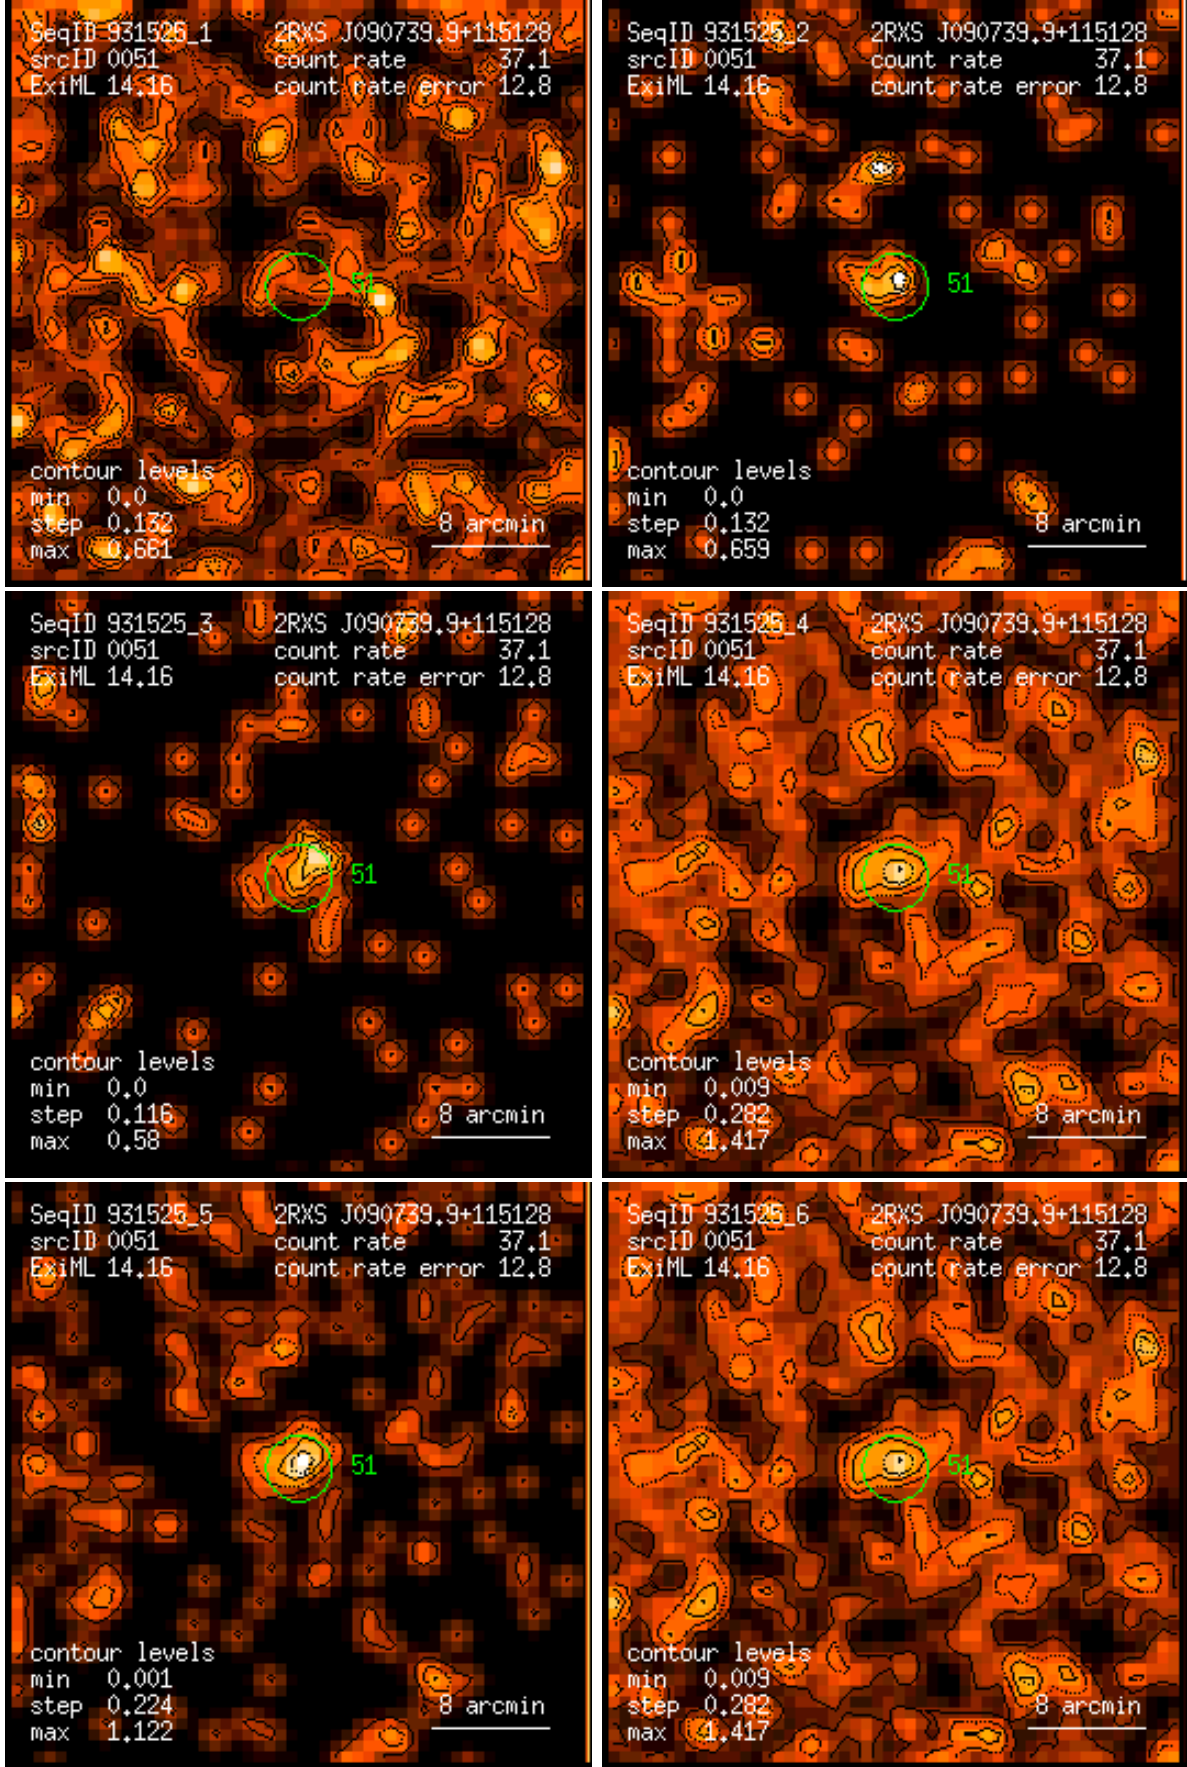 SeqID 931525_1 2RXS J090739.9+115128
srcID 0051 count rate 37.1
ExiML 14.16 count rate error 12.8
51
contour levels
min 0.0
step 0.132
max 0.661
8 arcmin
SeqID 931525_2 2RXS J090739.9+115128
srcID 0051 count rate 37.1
ExiML 14.16 count rate error 12.8
51
contour levels
min 0.0
step 0.132
max 0.659
8 arcmin
SeqID 931525_3 2RXS J090739.9+115128
srcID 0051 count rate 37.1
ExiML 14.16 count rate error 12.8
51
contour levels
min 0.0
step 0.116
max 0.58
8 arcmin
SeqID 931525_4 2RXS J090739.9+115128
srcID 0051 count rate 37.1
ExiML 14.16 count rate error 12.8
51
contour levels
min 0.009
step 0.282
max 1.417
8 arcmin
SeqID 931525_5 2RXS J090739.9+115128
srcID 0051 count rate 37.1
ExiML 14.16 count rate error 12.8
51
contour levels
min 0.001
step 0.224
max 1.122
8 arcmin
SeqID 931525_6 2RXS J090739.9+115128
srcID 0051 count rate 37.1
ExiML 14.16 count rate error 12.8
51
contour levels
min 0.009
step 0.282
max 1.417
8 arcmin